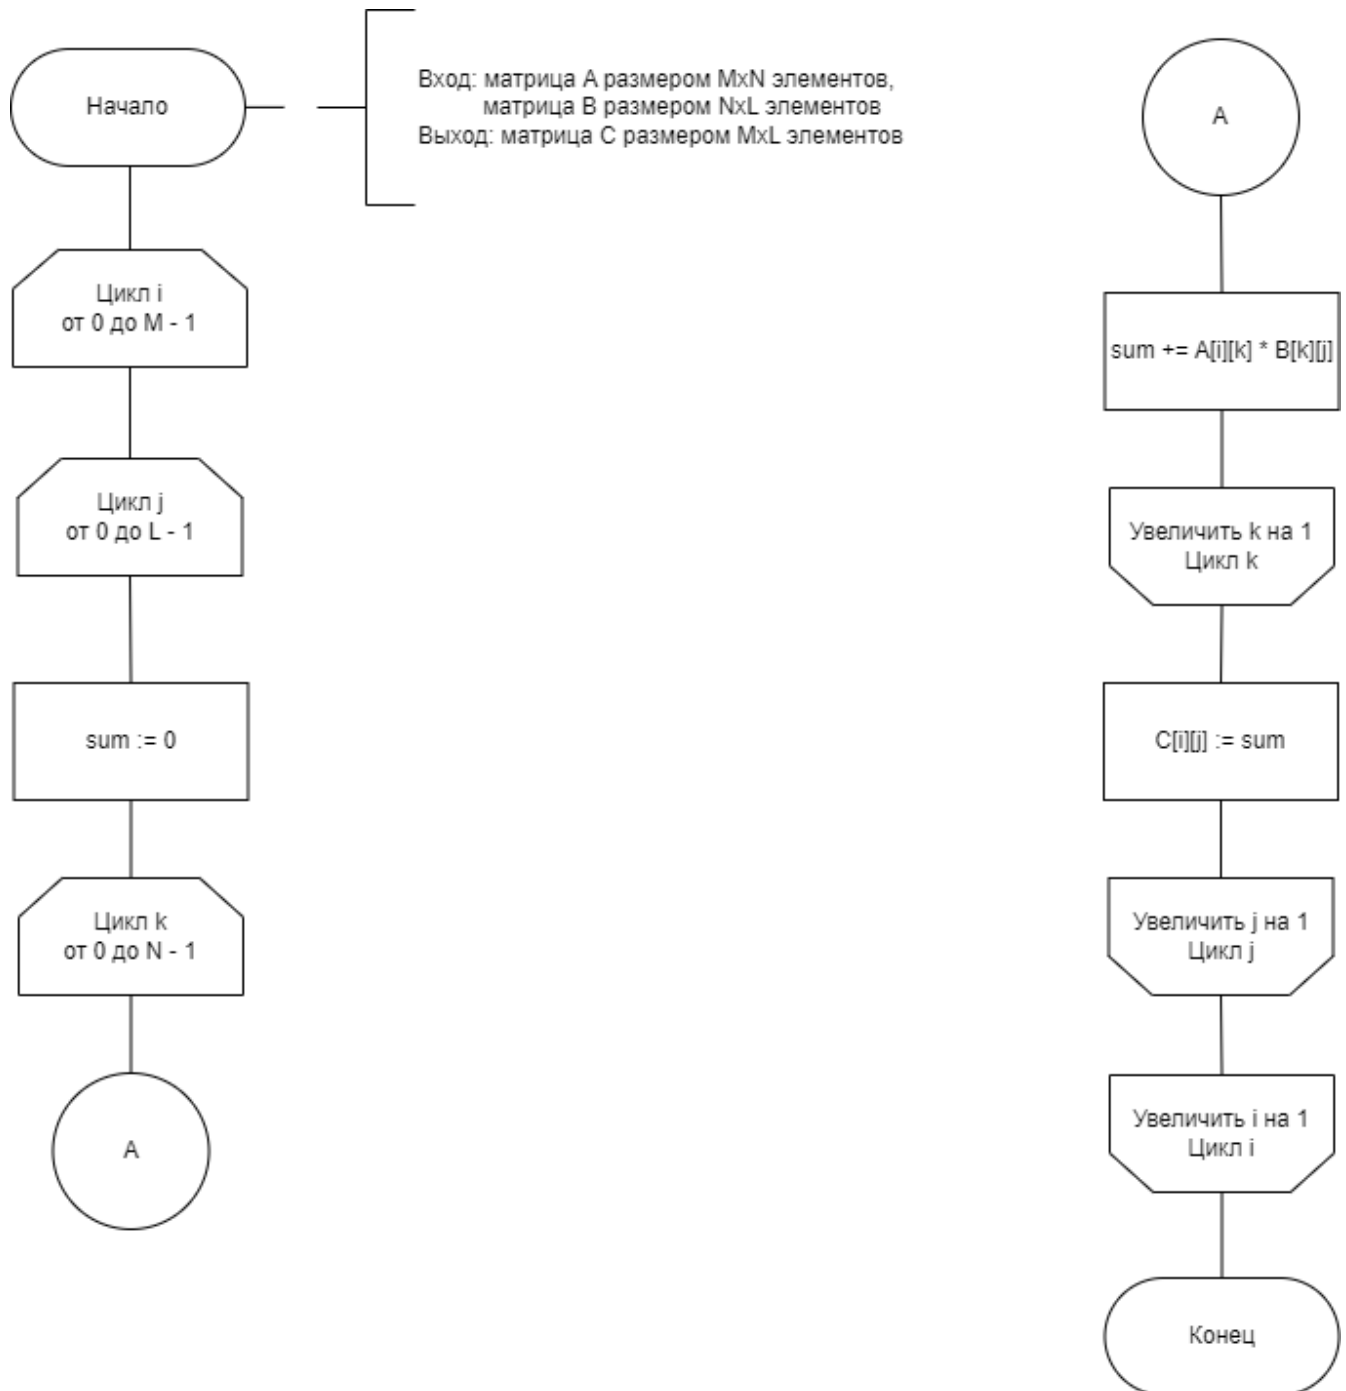 Начало
Вход: матрица A размером MxN элементов,
матрица B размером NxL элементов
Выход: матрица C размером MxL элементов
Цикл i
от 0 до M - 1
Цикл j
от 0 до L - 1
sum := 0
Цикл k
от 0 до N - 1
A
A
sum += A[i][k] * B[k][j]
Увеличить k на 1
Цикл k
C[i][j] := sum
Увеличить j на 1
Цикл j
Увеличить i на 1
Цикл i
Конец